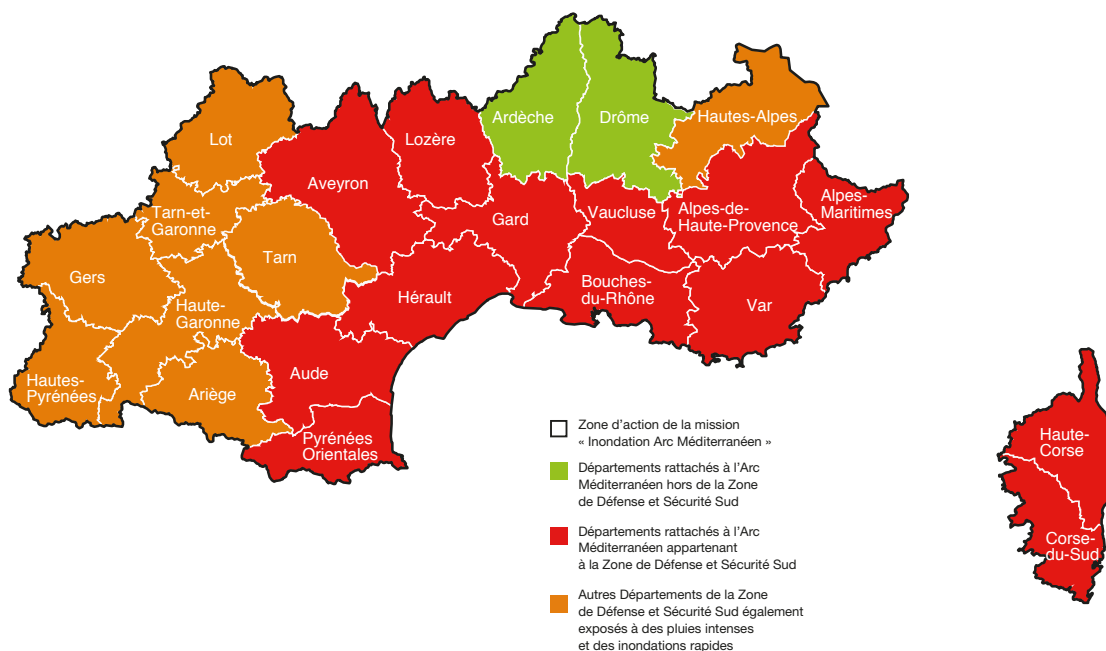 Ardèche
Drôme
Hautes-Alpes
Lot
Lozère
Aveyron
Alpes-
Maritimes
Tarn-et-
Garonne
Gard
Vaucluse
Alpes-de-
Haute-Provence
Tarn
Gers
Hérault
Bouches-
du-Rhône
Var
Haute-
Garonne
Aude
Hautes-
Pyrénées
Ariège
Pyrénées
Orientales
Haute-
Corse
Corse-
du-Sud
Zone d'action de la mission
« Inondation Arc Méditerranéen »
Départements rattachés à l'Arc
Méditerranéen hors de la Zone
de Défense et Sécurité Sud
Départements rattachés à l'Arc
Méditerranéen appartenant
à la Zone de Défense et Sécurité Sud
Autres Départements de la Zone
de Défense et Sécurité Sud également
exposés à des pluies intenses
et des inondations rapides